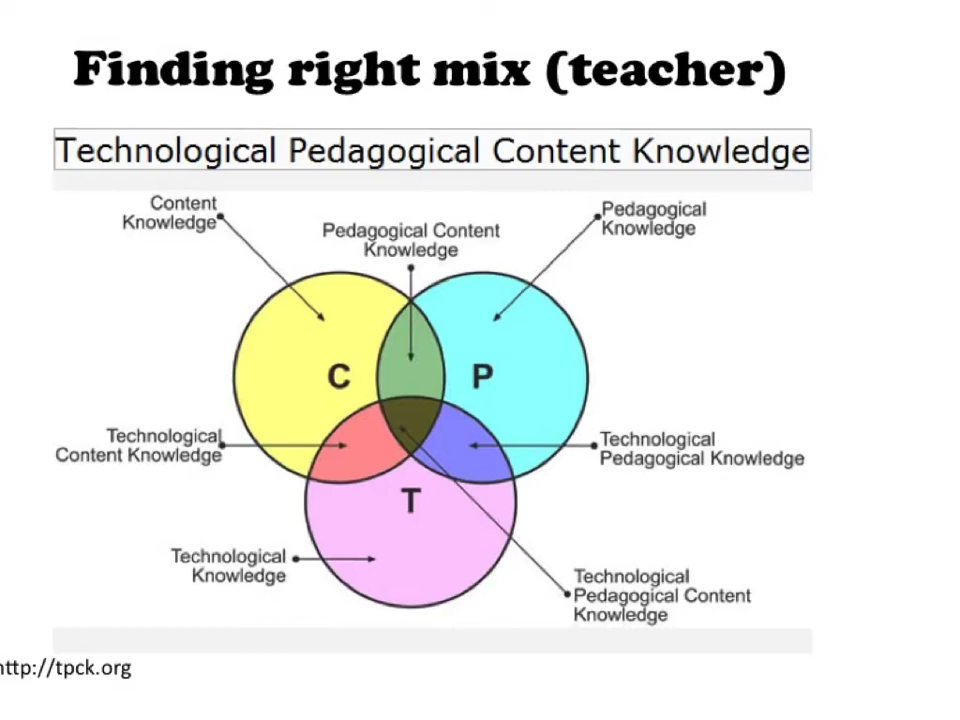 Finding right mix (teacher)
Technological Pedagogical Content Knowledge
Content
Knowledge
Pedagogical Content
Knowledge
Pedagogical
Knowledge
C
P
Technological
Content Knowledge
Technological
Pedagogical Knowledge
T
Technological
Knowledge
Technological
Pedagogical Content
Knowledge
http://tpck.org